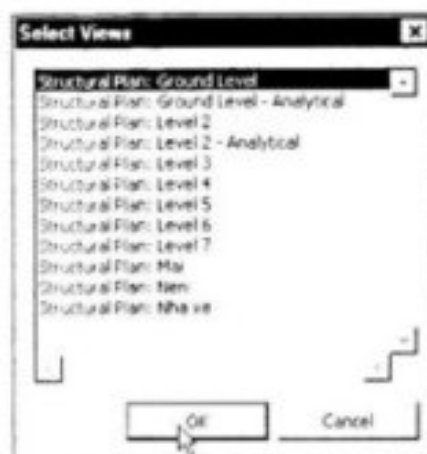 Select Views
Structural Plan: Ground Level
Structural Plan: Ground Level - Analytical
Structural Plan: Level 2
Structural Plan: Level 2 - Analytical
Structural Plan: Level 3
Structural Plan: Level 4
Structural Plan: Level 5
Structural Plan: Level 6
Structural Plan: Level 7
Structural Plan: Mai
Structural Plan: Nen
Structural Plan: Nha xe
OK
Cancel